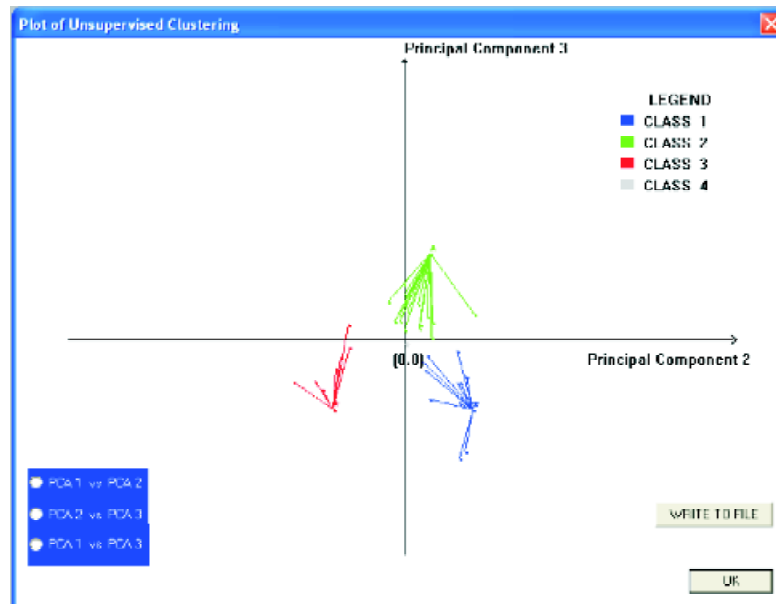 Plot of Unsupervised Clustering
Principal Component 3
LEGEND
CLASS 1
CLASS 2
CLASS 3
CLASS 4
(0.0)
Principal Component 2
PCA 1 vs PCA 2
PCA 2 vs PCA 3
PCA 1 vs PCA 3
WRITE TO FILE
OK